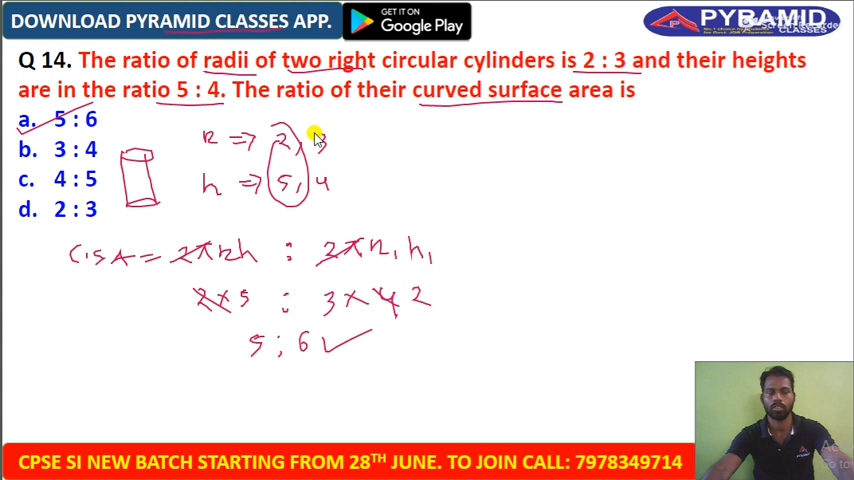 DOWNLOAD PYRAMID CLASSES APP.
GET IT ON
Google Play
PYRAMID
CLASSES
Q 14. The ratio of radii of two right circular cylinders is 2 : 3 and their heights
are in the ratio 5 : 4. The ratio of their curved surface area is
a. 5 : 6
b. 3 : 4
c. 4 : 5
d. 2 : 3
r => 2, 3
h => 5, 4
C.S.A = 2πrh : 2πr₁h₁
2×5 : 3×4 2
5 : 6
PYRAMID
CPSE SI NEW BATCH STARTING FROM 28TH JUNE. TO JOIN CALL: 7978349714